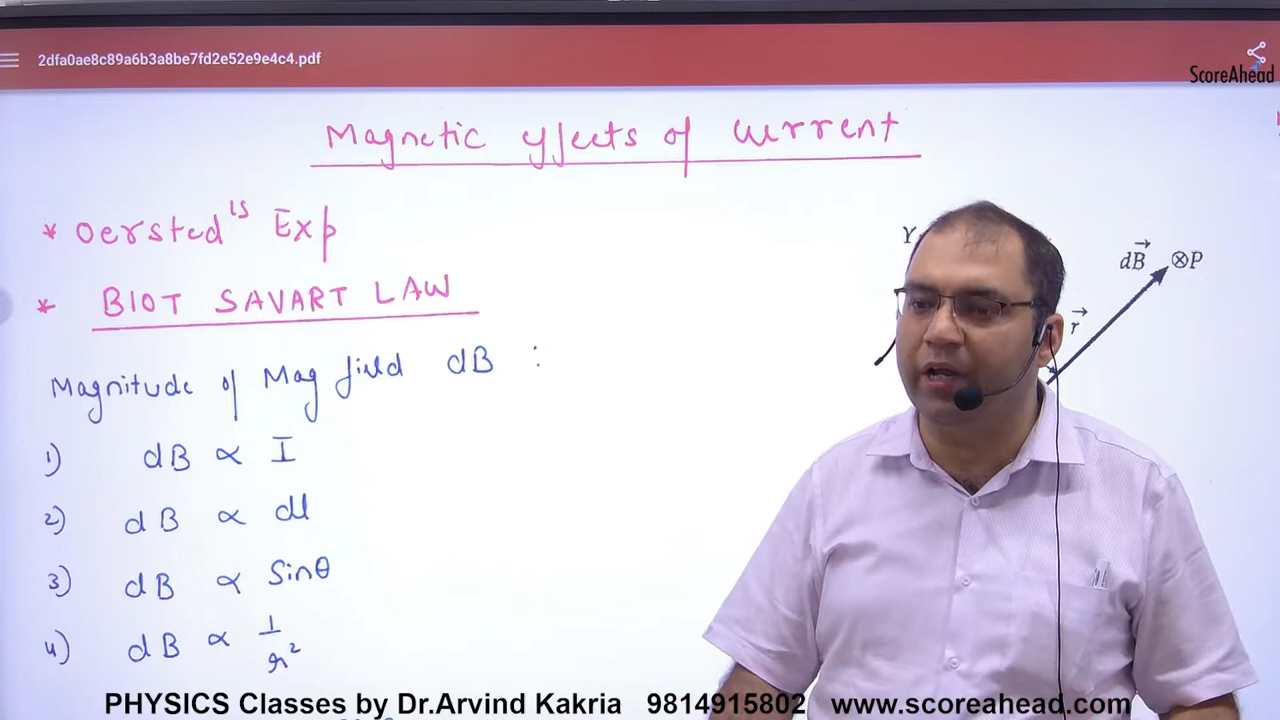 2dfa0ae8c89a6b3a8be7fd2e52e9e4c4.pdf
ScoreAhead
Magnetic effects of current
* Oersted's Exp
* BIOT SAVART LAW
Y
dB⃗ ⊗P
r⃗
Magnitude of Mag field dB :
1) dB ∝ I
2) dB ∝ dl
3) dB ∝ Sinθ
4) dB ∝ 1/r²
PHYSICS Classes by Dr.Arvind Kakria 9814915802 www.scoreahead.com